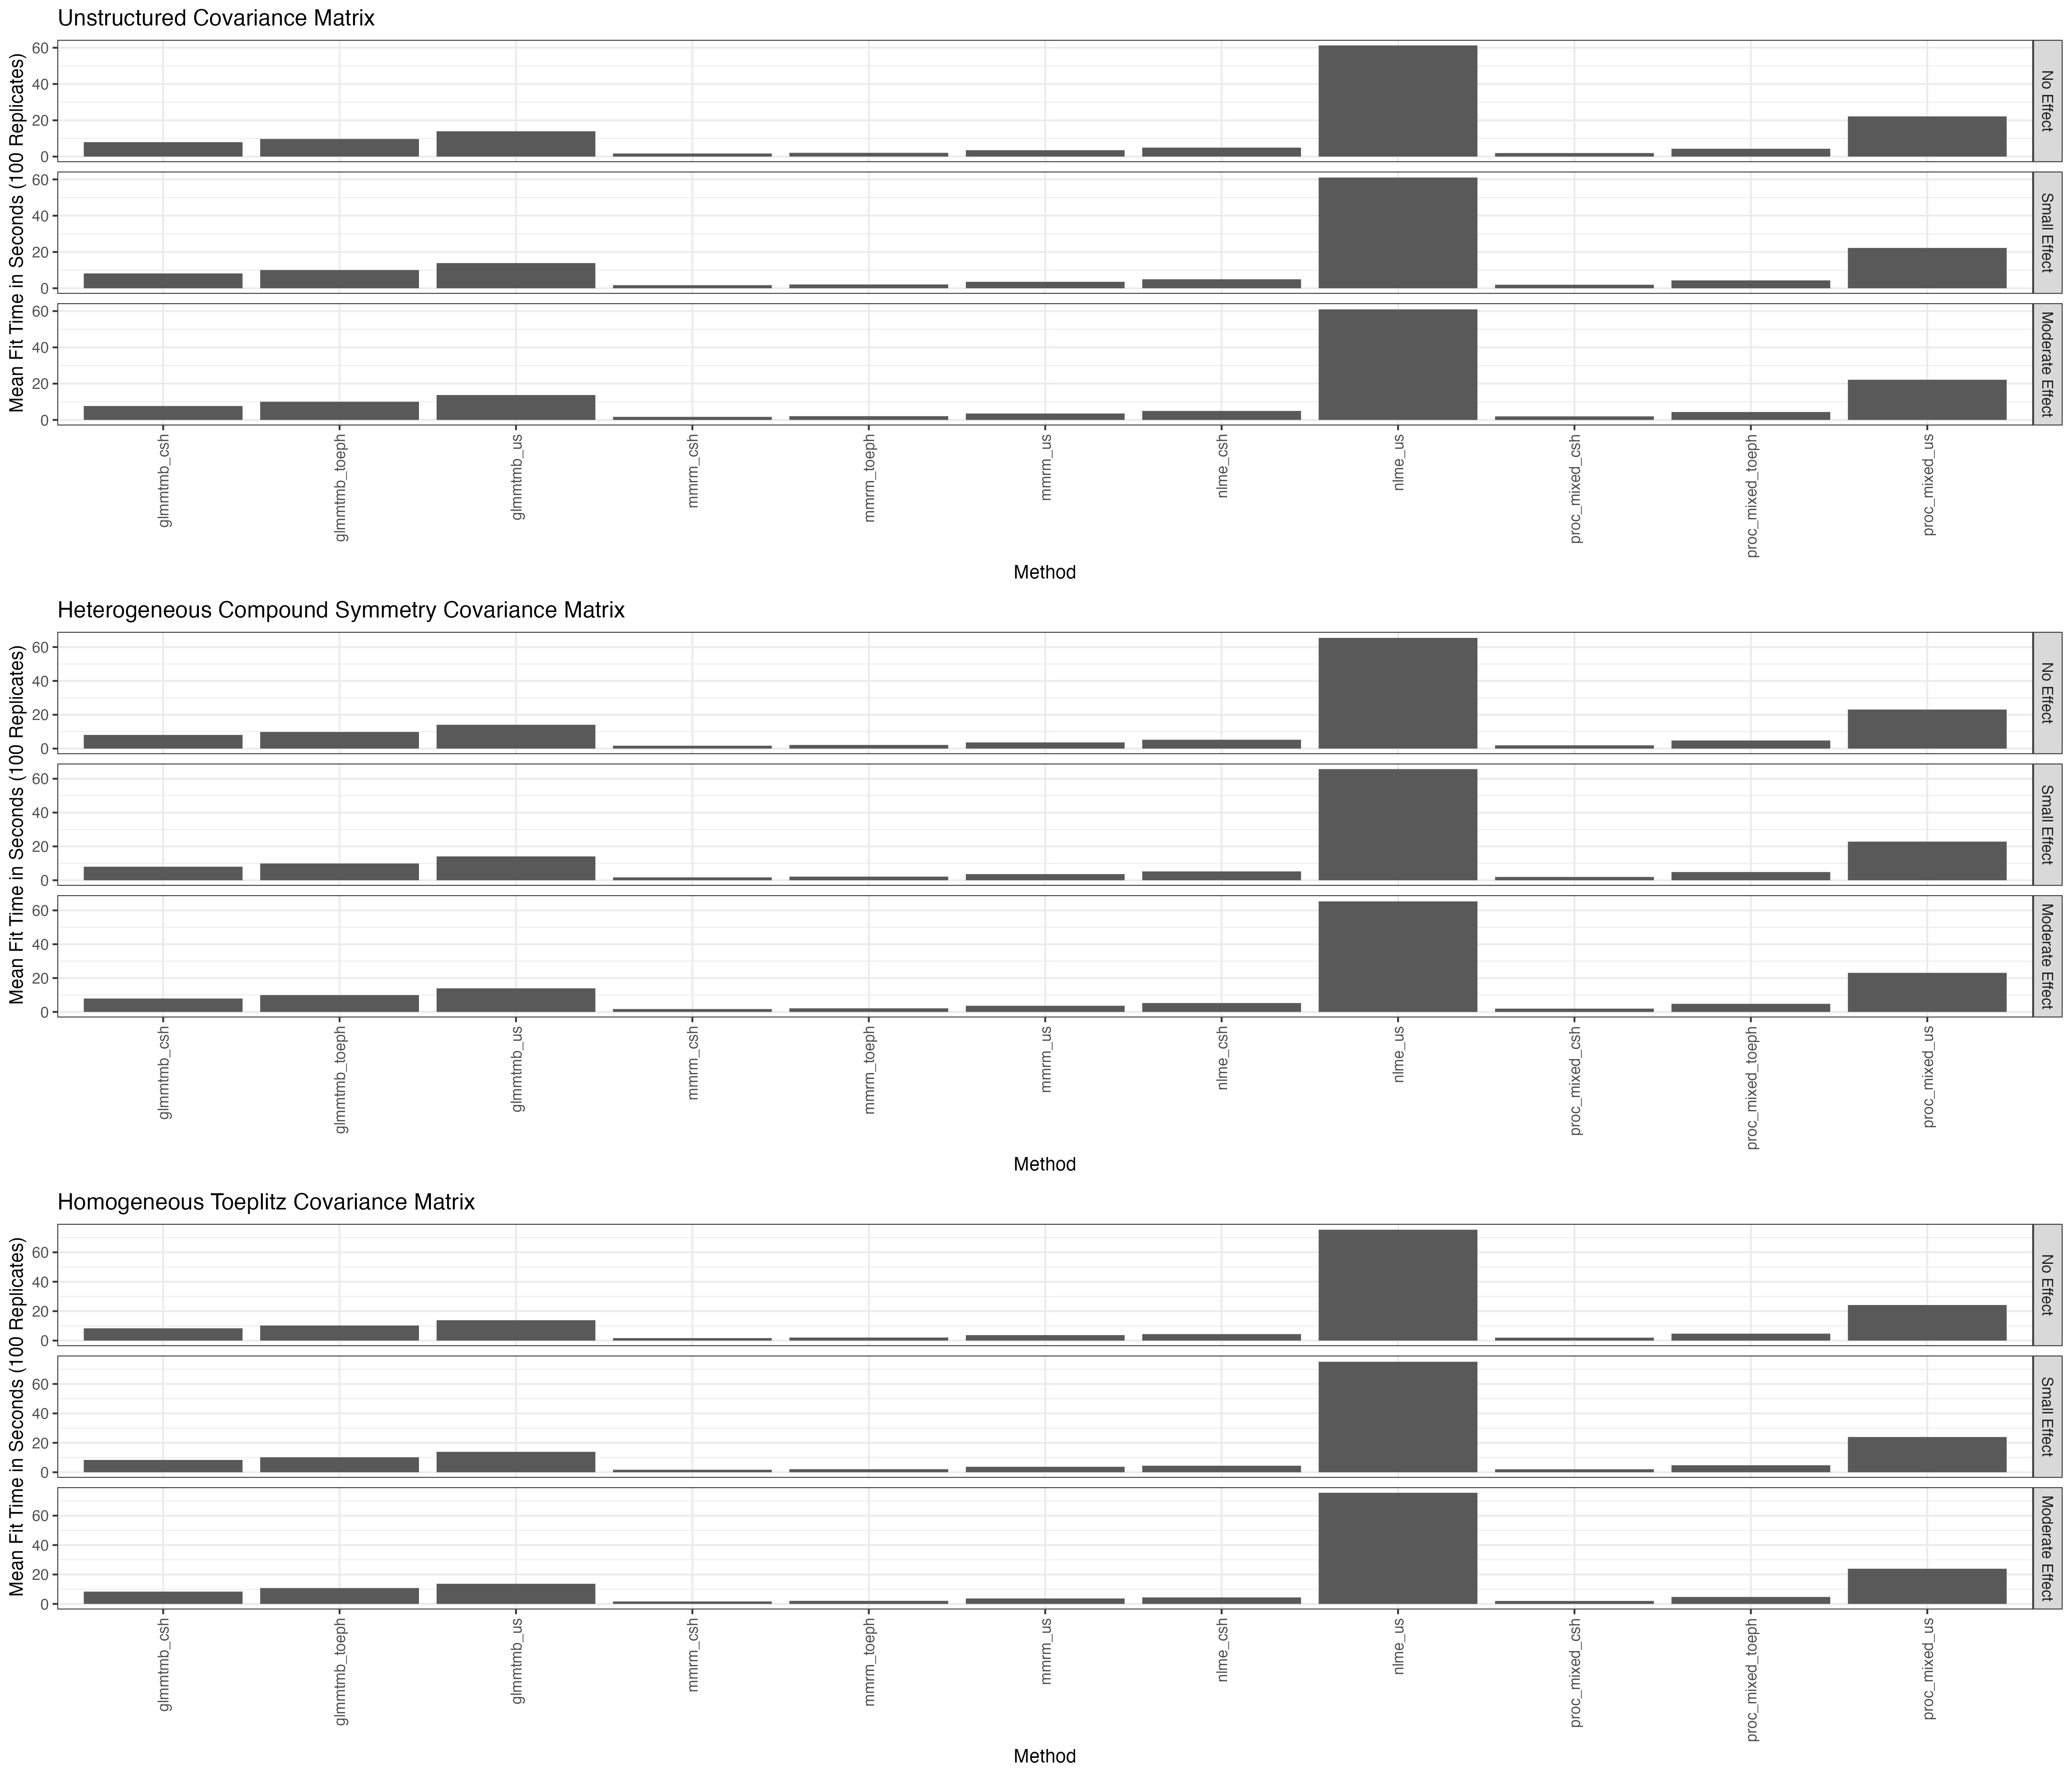 Unstructured Covariance Matrix
Mean Fit Time in Seconds (100 Replicates)
60
40
20
0
No Effect
60
40
20
0
Small Effect
60
40
20
0
Moderate Effect
glmmtmb_csh
glmmtmb_toeph
glmmtmb_us
mmrm_csh
mmrm_toeph
mmrm_us
nlme_csh
nlme_us
proc_mixed_csh
proc_mixed_toeph
proc_mixed_us
Method
Heterogeneous Compound Symmetry Covariance Matrix
Mean Fit Time in Seconds (100 Replicates)
60
40
20
0
No Effect
60
40
20
0
Small Effect
60
40
20
0
Moderate Effect
glmmtmb_csh
glmmtmb_toeph
glmmtmb_us
mmrm_csh
mmrm_toeph
mmrm_us
nlme_csh
nlme_us
proc_mixed_csh
proc_mixed_toeph
proc_mixed_us
Method
Homogeneous Toeplitz Covariance Matrix
Mean Fit Time in Seconds (100 Replicates)
60
40
20
0
No Effect
60
40
20
0
Small Effect
60
40
20
0
Moderate Effect
glmmtmb_csh
glmmtmb_toeph
glmmtmb_us
mmrm_csh
mmrm_toeph
mmrm_us
nlme_csh
nlme_us
proc_mixed_csh
proc_mixed_toeph
proc_mixed_us
Method